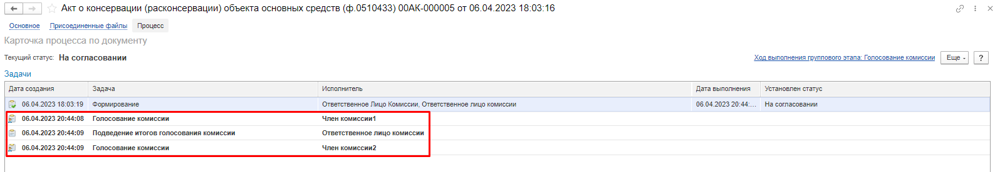 Акт о консервации (расконсервации) объекта основных средств (ф.0510433) 00АК-000005 от 06.04.2023 18:03:16
Основное Присоединенные файлы Процесс
Карточка процесса по документу
Текущий статус: На согласовании Ход выполнения группового этапа: Голосование комиссии Еще ?
Задачи
Дата создания Задача Исполнитель Дата выполнения Установлен статус
06.04.2023 18:03:19 Формирование Ответственное Лицо Комиссии, Ответственное лицо комиссии 06.04.2023 20:44:... На согласовании
06.04.2023 20:44:08 Голосование комиссии Член комиссии1
06.04.2023 20:44:09 Подведение итогов голосования комиссии Ответственное лицо комиссии
06.04.2023 20:44:09 Голосование комиссии Член комиссии2